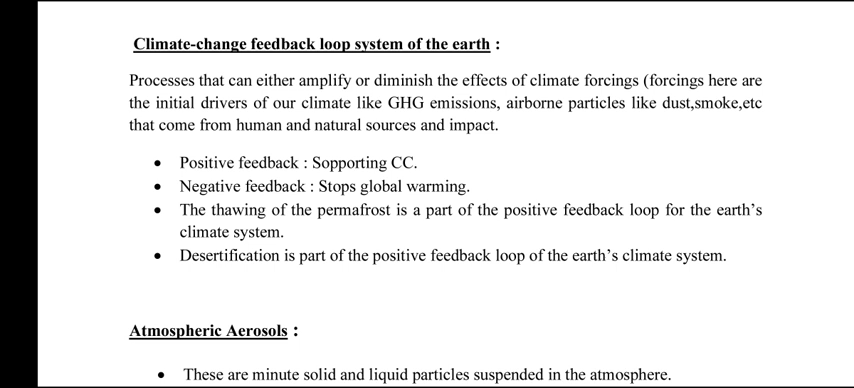 Climate-change feedback loop system of the earth :
Processes that can either amplify or diminish the effects of climate forcings (forcings here are
the initial drivers of our climate like GHG emissions, airborne particles like dust,smoke,etc
that come from human and natural sources and impact.
• Positive feedback : Sopporting CC.
• Negative feedback : Stops global warming.
• The thawing of the permafrost is a part of the positive feedback loop for the earth’s
climate system.
• Desertification is part of the positive feedback loop of the earth’s climate system.
Atmospheric Aerosols :
• These are minute solid and liquid particles suspended in the atmosphere.